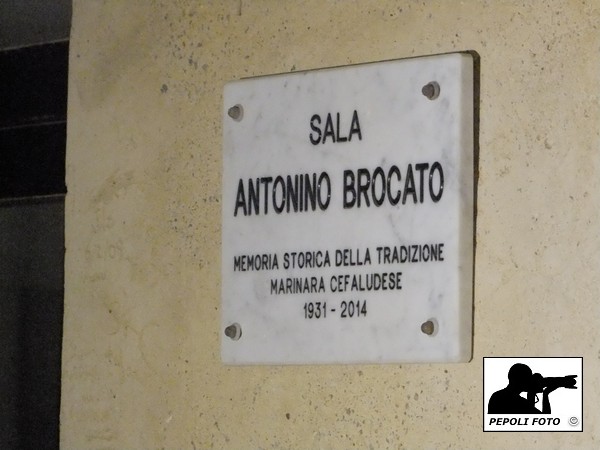 SALA
ANTONINO BROCATO
MEMORIA STORICA DELLA TRADIZIONE
MARINARA CEFALUDESE
1931 - 2014
PEPOLI FOTO ©